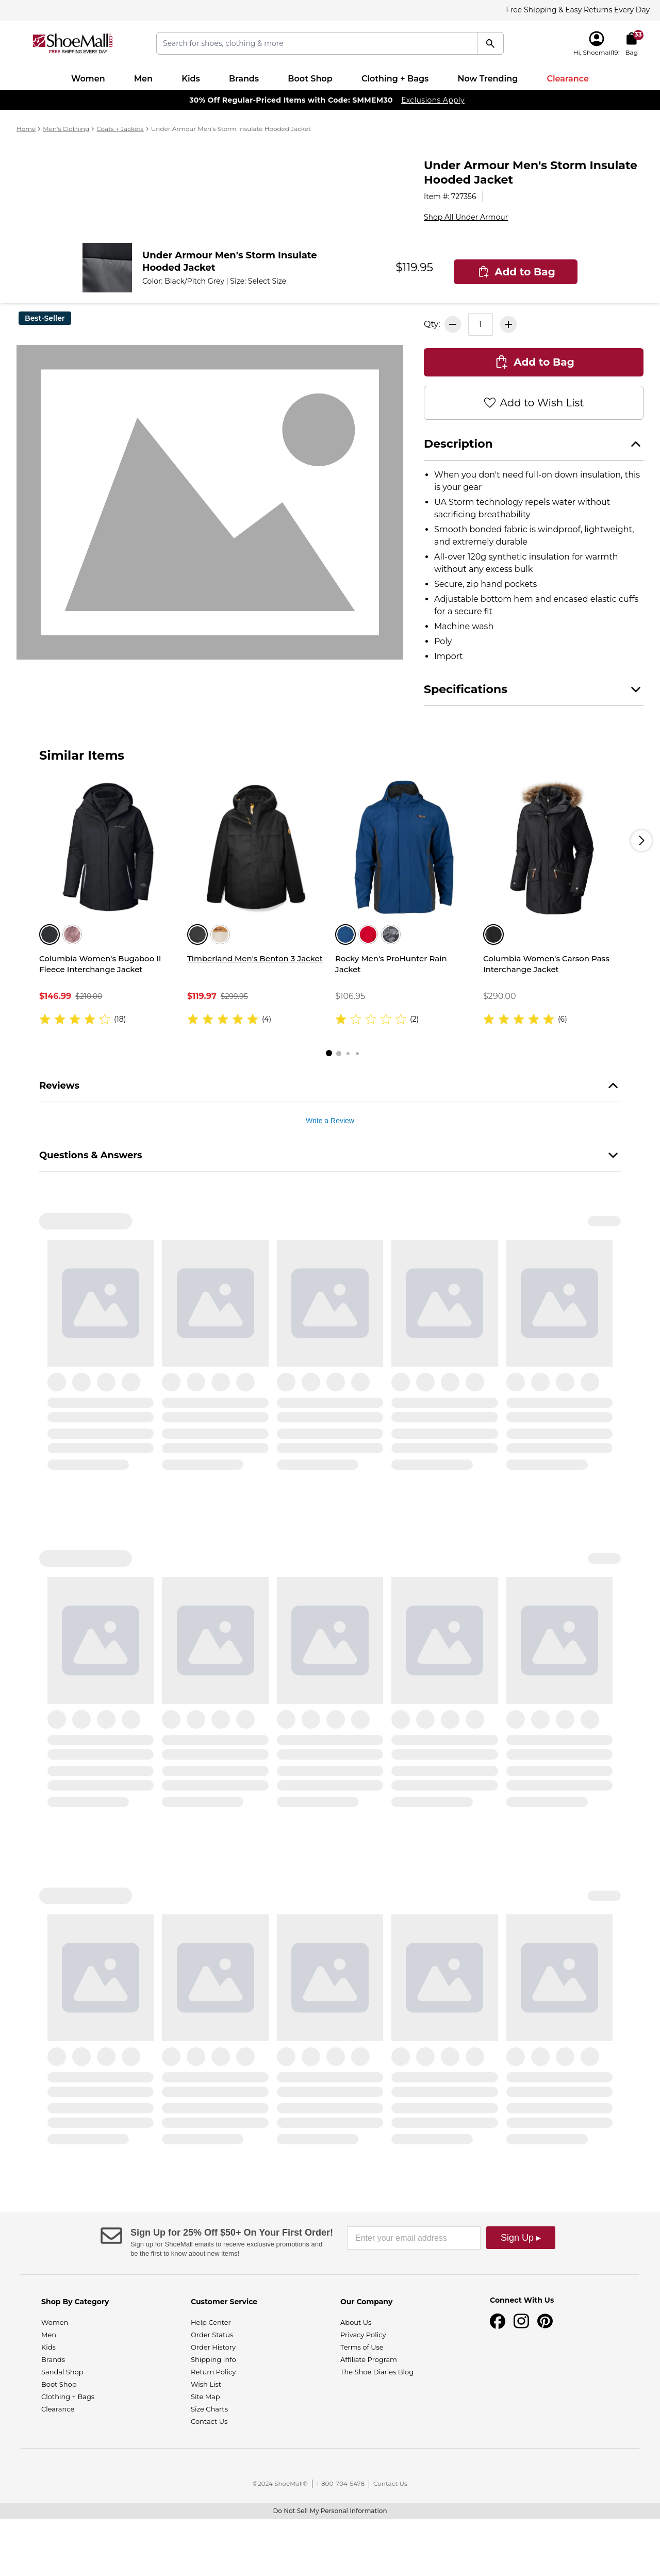 Free Shipping & Easy Returns Every Day
ShoeMall.com
FREE SHIPPING EVERY DAY
Search for shoes, clothing & more
33
Hi, Shoemall19!
Bag
Women
Men
Kids
Brands
Boot Shop
Clothing + Bags
Now Trending
Clearance
30% Off Regular-Priced Items with Code: SMMEM30 Exclusions Apply
Home > Men's Clothing > Coats + Jackets > Under Armour Men's Storm Insulate Hooded Jacket
Under Armour Men's Storm Insulate
Hooded Jacket
Item #: 727356
Shop All Under Armour
Under Armour Men's Storm Insulate
Hooded Jacket
Color: Black/Pitch Grey | Size: Select Size
$119.95
Add to Bag
Best-Seller
Qty: 1
Add to Bag
Add to Wish List
Description
• When you don't need full-on down insulation, this
is your gear
• UA Storm technology repels water without
sacrificing breathability
• Smooth bonded fabric is windproof, lightweight,
and extremely durable
• All-over 120g synthetic insulation for warmth
without any excess bulk
• Secure, zip hand pockets
• Adjustable bottom hem and encased elastic cuffs
for a secure fit
• Machine wash
• Poly
• Import
Specifications
Similar Items
Columbia Women's Bugaboo II
Fleece Interchange Jacket
$146.99 $210.00
(18)
Timberland Men's Benton 3 Jacket
$119.97 $299.95
(4)
Rocky Men's ProHunter Rain
Jacket
$106.95
(2)
Columbia Women's Carson Pass
Interchange Jacket
$290.00
(6)
Reviews
Write a Review
Questions & Answers
Sign Up for 25% Off $50+ On Your First Order!
Sign up for ShoeMall emails to receive exclusive promotions and
be the first to know about new items!
Enter your email address
Sign Up ▸
Shop By Category
Women
Men
Kids
Brands
Sandal Shop
Boot Shop
Clothing + Bags
Clearance
Customer Service
Help Center
Order Status
Order History
Shipping Info
Return Policy
Wish List
Site Map
Size Charts
Contact Us
Our Company
About Us
Privacy Policy
Terms of Use
Affiliate Program
The Shoe Diaries Blog
Connect With Us
©2024 ShoeMall® | 1-800-704-5478 | Contact Us
Do Not Sell My Personal Information